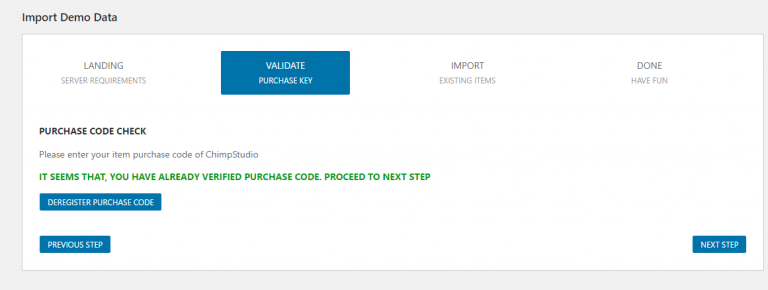 Import Demo Data
LANDING
SERVER REQUIREMENTS
VALIDATE
PURCHASE KEY
IMPORT
EXISTING ITEMS
DONE
HAVE FUN
PURCHASE CODE CHECK
Please enter your item purchase code of ChimpStudio
IT SEEMS THAT, YOU HAVE ALREADY VERIFIED PURCHASE CODE. PROCEED TO NEXT STEP
DEREGISTER PURCHASE CODE
PREVIOUS STEP
NEXT STEP